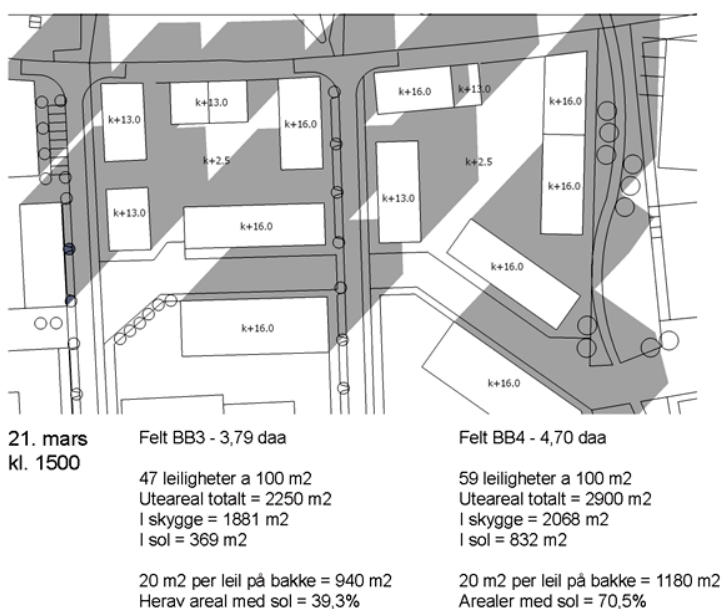 k+16.0
k+13.0
k+13.0
k+13.0
k+16.0
k+16.0
k+2.5
k+2.5
k+16.0
k+13.0
k+13.0
k+16.0
k+16.0
k+16.0
k+16.0
k+16.0
21. mars
kl. 1500
Felt BB3 - 3,79 daa
47 leiligheter a 100 m2
Uteareal totalt = 2250 m2
I skygge = 1881 m2
I sol = 369 m2
20 m2 per leil på bakke = 940 m2
Herav areal med sol = 39,3%
Felt BB4 - 4,70 daa
59 leiligheter a 100 m2
Uteareal totalt = 2900 m2
I skygge = 2068 m2
I sol = 832 m2
20 m2 per leil på bakke = 1180 m2
Arealer med sol = 70,5%